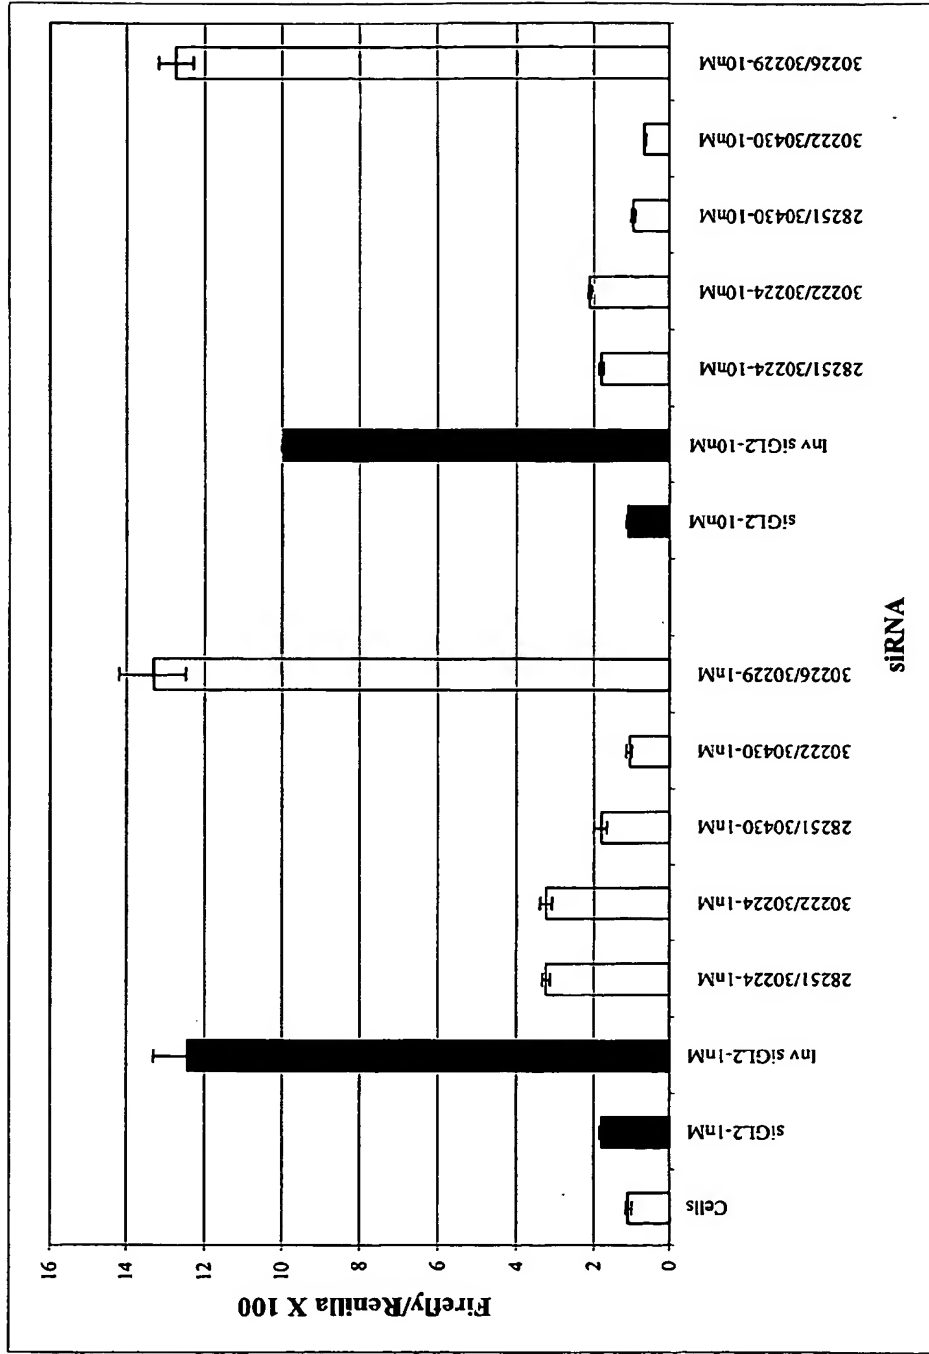 Firefly/Renilla X 100
16
14
12
10
8
6
4
2
0
Cells
siGL2-1nM
Inv siGL2-1nM
28251/30224-1nM
30222/30224-1nM
28251/30430-1nM
30222/30430-1nM
30226/30229-1nM
siGL2-10nM
Inv siGL2-10nM
28251/30224-10nM
30222/30224-10nM
28251/30430-10nM
30222/30430-10nM
30226/30229-10nM
siRNA